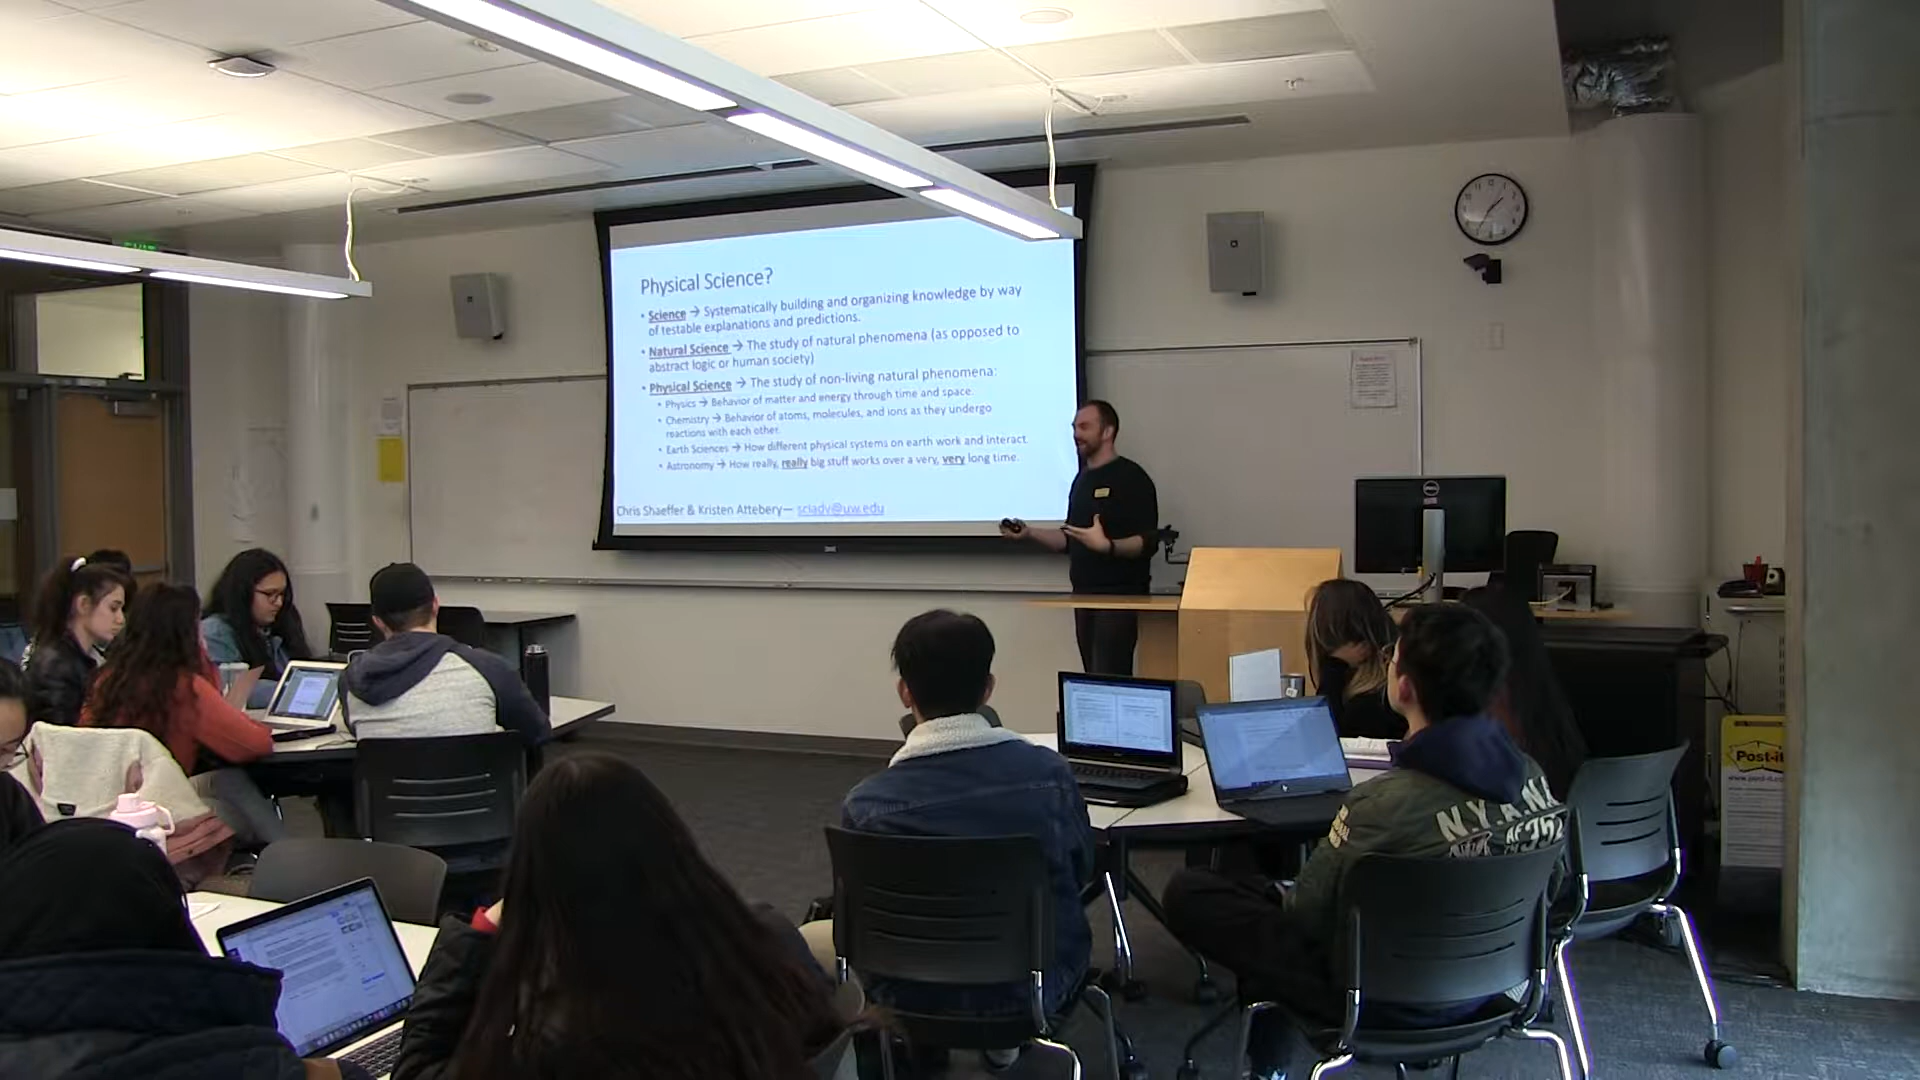 Physical Science?
• Science → Systematically building and organizing knowledge by way
of testable explanations and predictions.
• Natural Science → The study of natural phenomena (as opposed to
abstract logic or human society)
• Physical Science → The study of non-living natural phenomena:
• Physics → Behavior of matter and energy through time and space.
• Chemistry → Behavior of atoms, molecules, and ions as they undergo
reactions with each other.
• Earth Sciences → How different physical systems on earth work and interact
• Astronomy → How really, really big stuff works over a very, very long time.
Chris Shaeffer & Kristen Attebery— sciadv@uw.edu
DELL
Post-it
N.Y.A.N